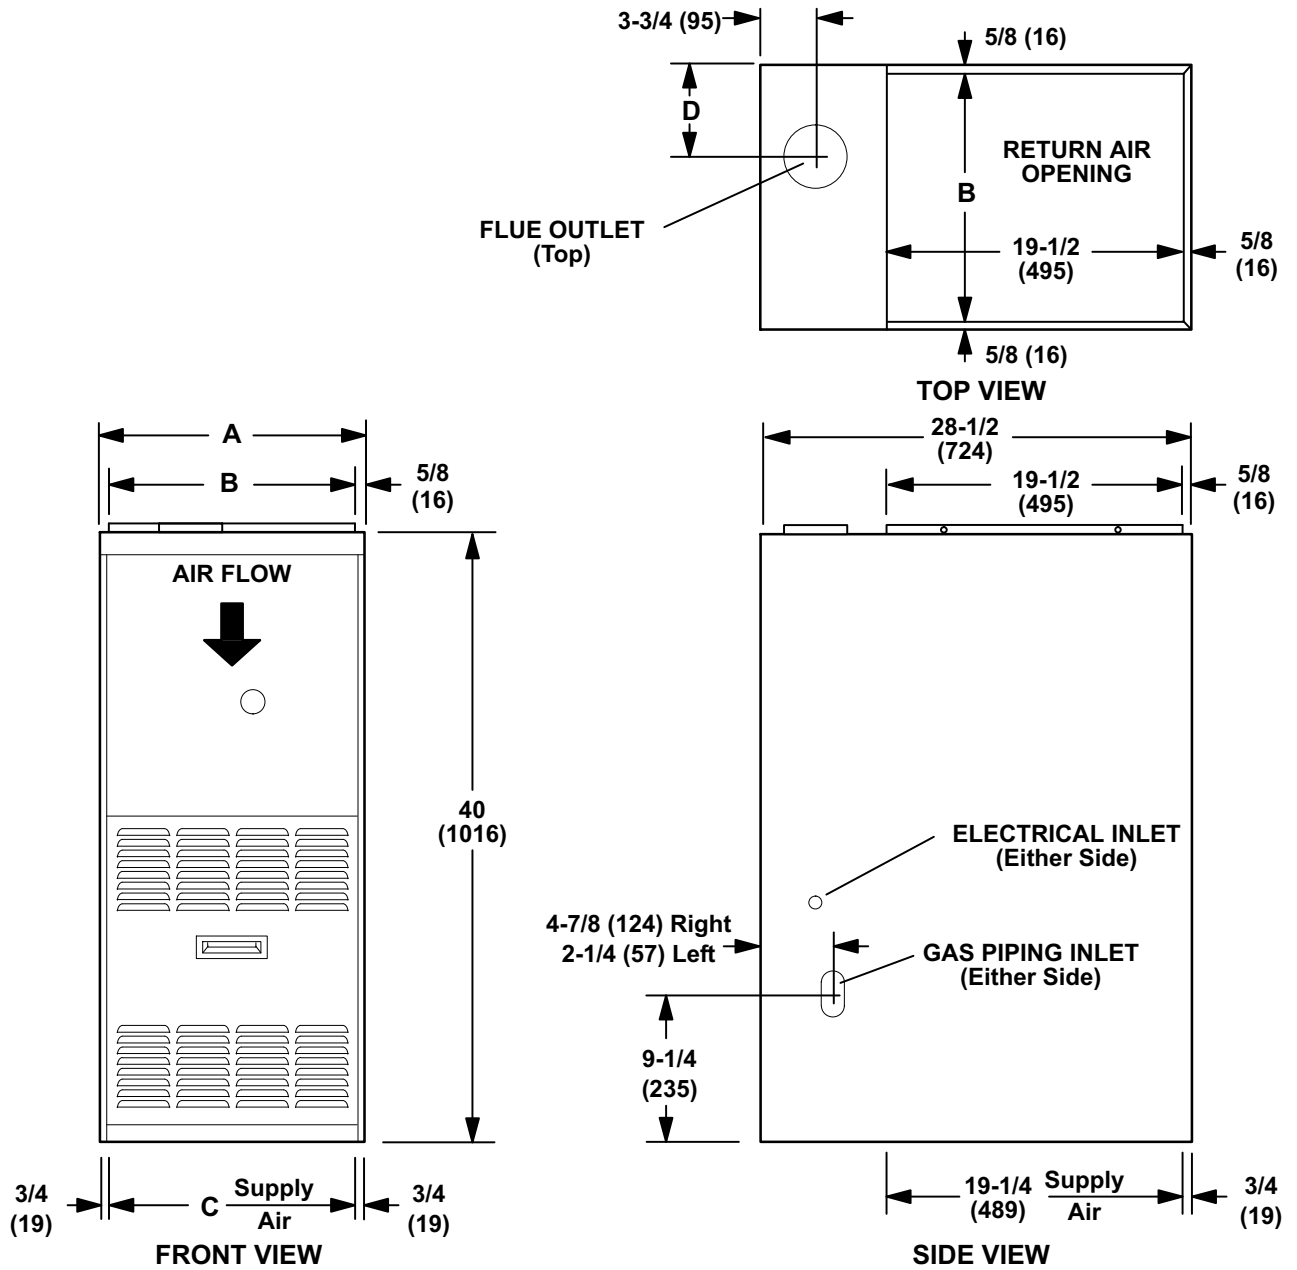 3-3/4 (95)
5/8 (16)
D
RETURN AIR
OPENING
B
FLUE OUTLET
(Top)
19-1/2
(495)
5/8
(16)
5/8 (16)
TOP VIEW
A
B
5/8
(16)
AIR FLOW
40
(1016)
3/4
(19)
C
Supply
Air
3/4
(19)
FRONT VIEW
28-1/2
(724)
19-1/2
(495)
5/8
(16)
ELECTRICAL INLET
(Either Side)
4-7/8 (124) Right
2-1/4 (57) Left
GAS PIPING INLET
(Either Side)
9-1/4
(235)
19-1/4
(489)
Supply
Air
3/4
(19)
SIDE VIEW